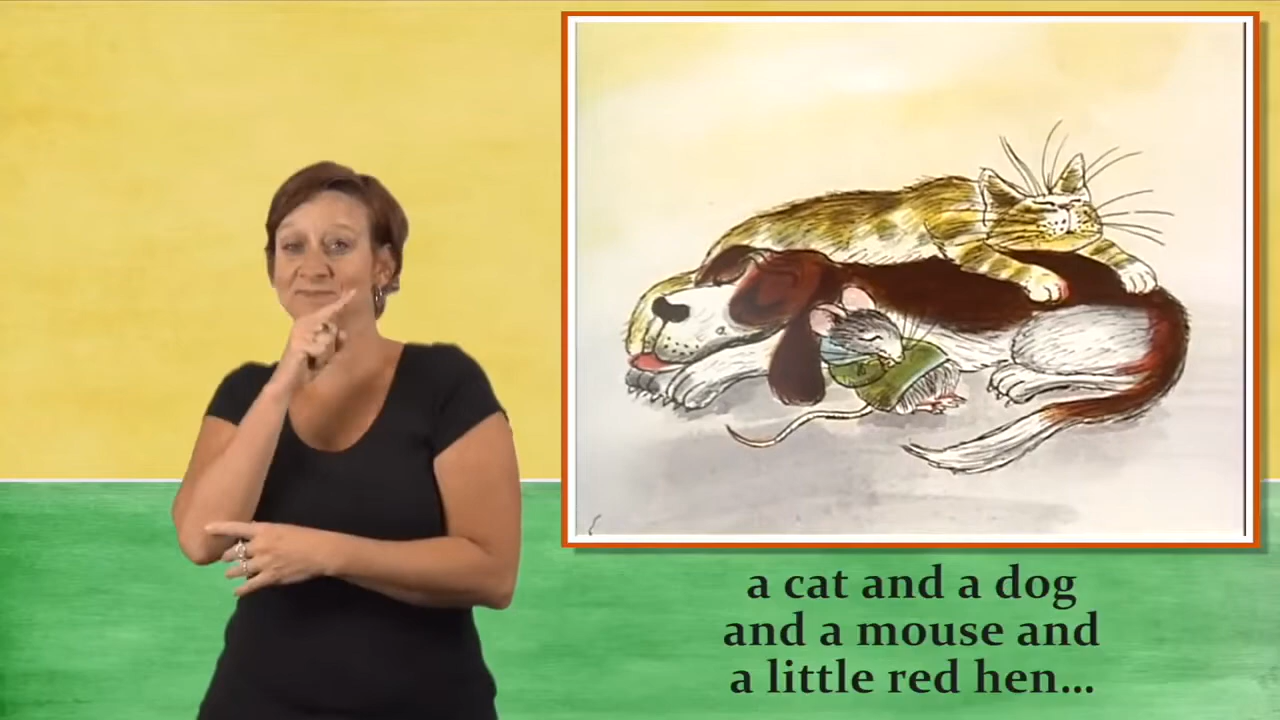 a cat and a dog
and a mouse and
a little red hen...